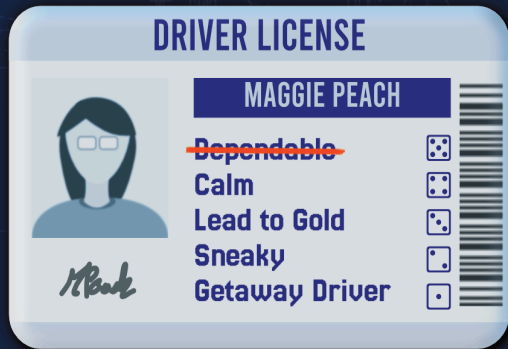 DRIVER LICENSE
MAGGIE PEACH
Dependable
Calm
Lead to Gold
Sneaky
Getaway Driver